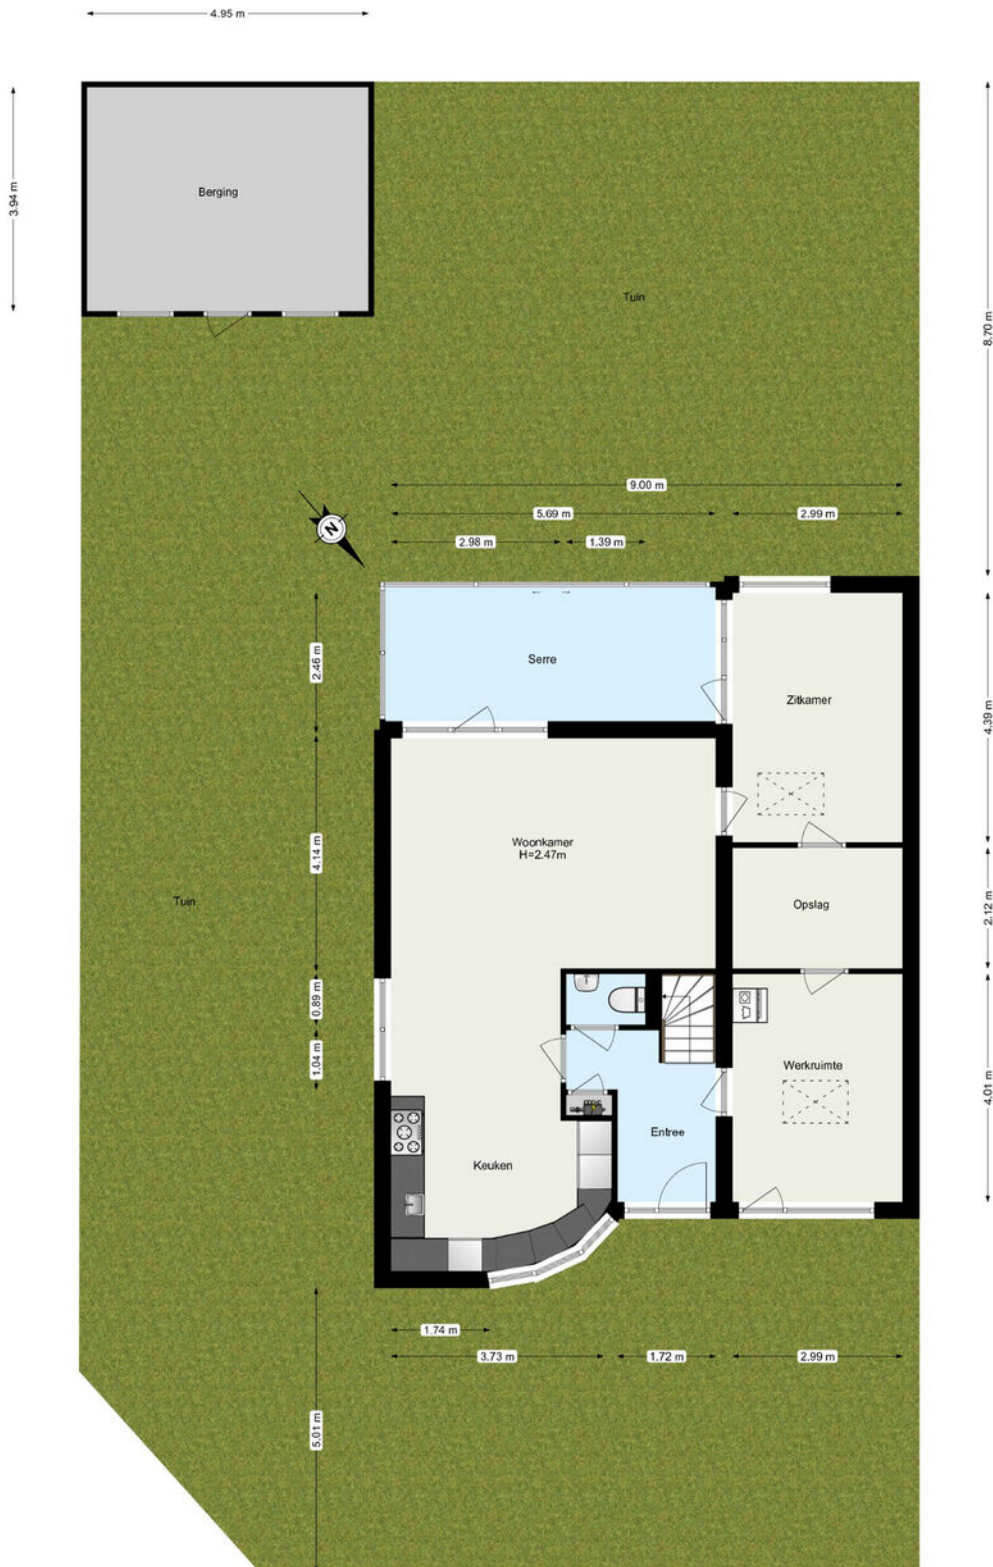 4.95 m
3.94 m
Berging
Tuin
8.70 m
9.00 m
5.69 m
2.99 m
2.98 m
1.39 m
N
2.46 m
Serre
Zitkamer
4.39 m
4.14 m
Woonkamer
H=2.47m
Tuin
Opslag
2.12 m
0.89 m
1.04 m
Werkruimte
4.01 m
Entree
Keuken
1.74 m
3.73 m
1.72 m
2.99 m
5.01 m